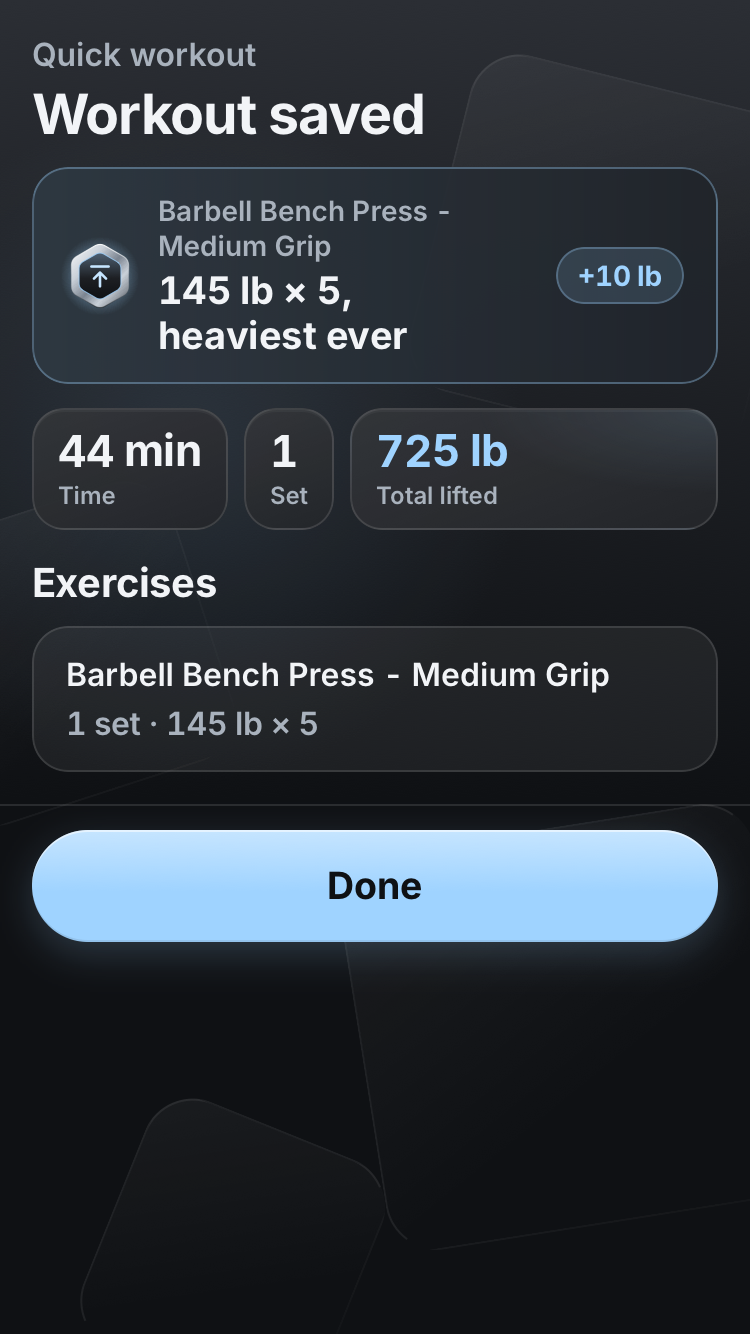 Quick workout
Workout saved
Barbell Bench Press -
Medium Grip
145 lb × 5,
heaviest ever
+10 lb
44 min
Time
1
Set
725 lb
Total lifted
Exercises
Barbell Bench Press - Medium Grip
1 set · 145 lb × 5
Done